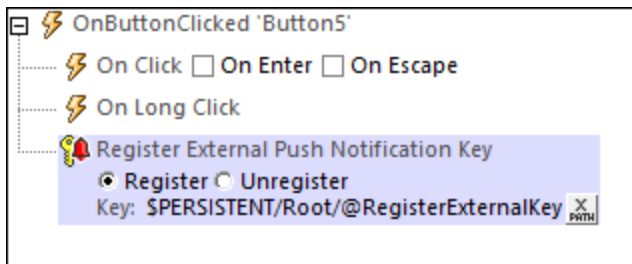 OnButtonClicked 'Button5'
On Click On Enter On Escape
On Long Click
Register External Push Notification Key
Register Unregister
Key: $PERSISTENT/Root/@RegisterExternalKey X PATH